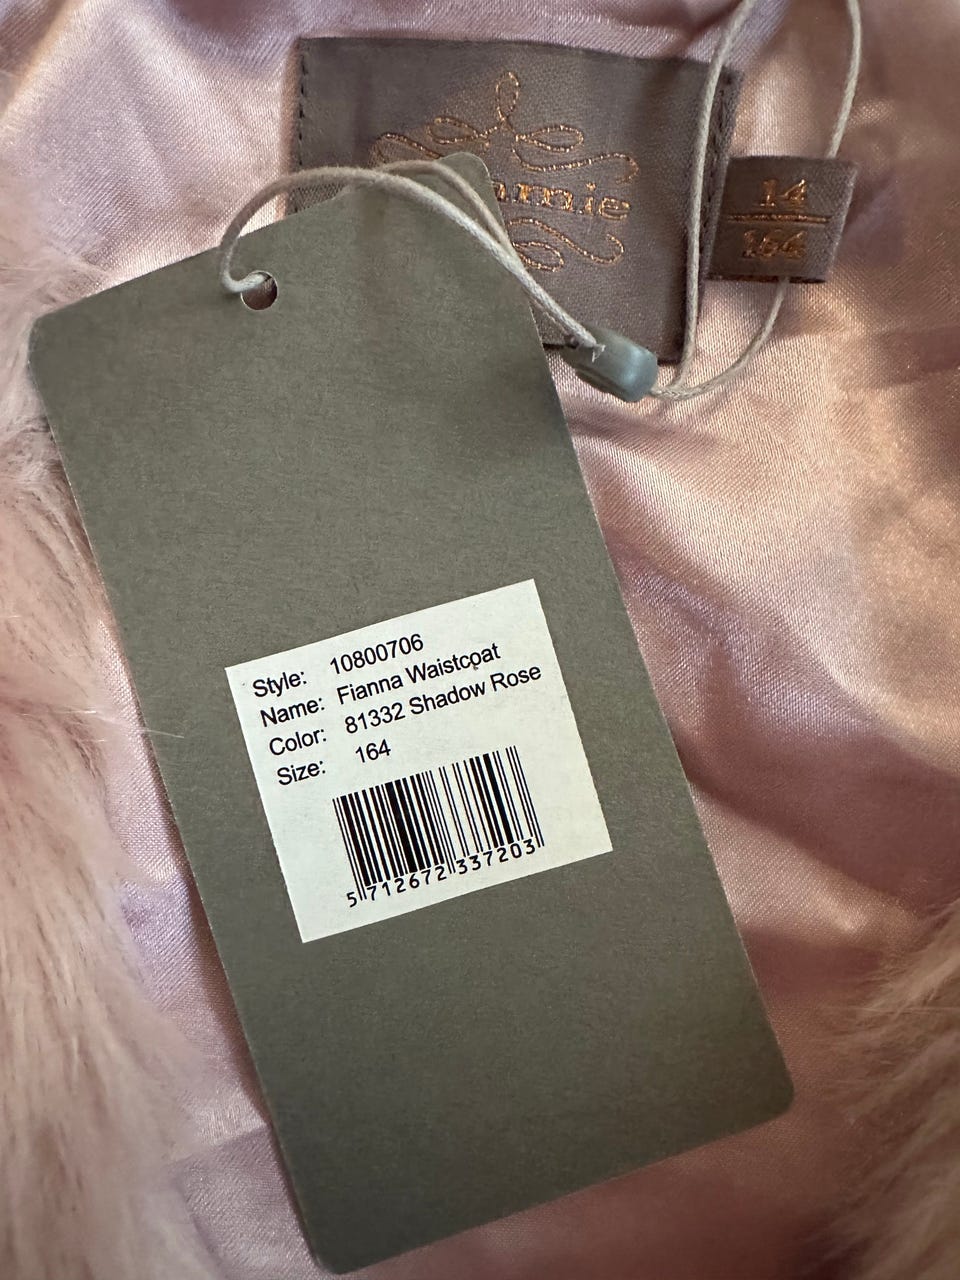 14
164
Style: 10800706
Name: Fianna Waistcoat
Color: 81332 Shadow Rose
Size: 164
5 712672 337203